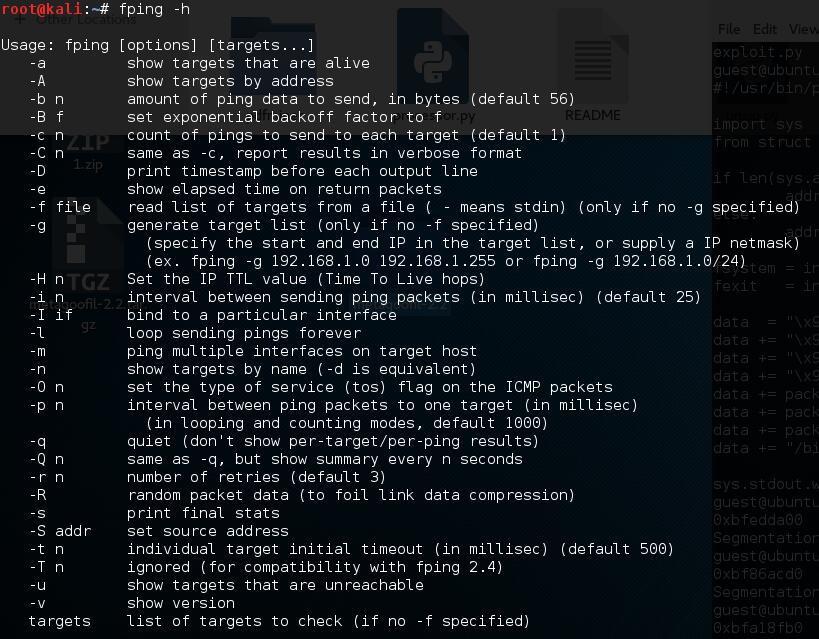 root@kali:~# fping -h
Usage: fping [options] [targets...]
-a show targets that are alive
-A show targets by address
-b n amount of ping data to send, in bytes (default 56)
-B f set exponential backoff factor to f
-c n count of pings to send to each target (default 1)
-C n same as -c, report results in verbose format
-D print timestamp before each output line
-e show elapsed time on return packets
-f file read list of targets from a file ( - means stdin) (only if no -g specified)
-g generate target list (only if no -f specified)
(specify the start and end IP in the target list, or supply a IP netmask)
(ex. fping -g 192.168.1.0 192.168.1.255 or fping -g 192.168.1.0/24)
-H n Set the IP TTL value (Time To Live hops)
-i n interval between sending ping packets (in millisec) (default 25)
-I if bind to a particular interface
-l loop sending pings forever
-m ping multiple interfaces on target host
-n show targets by name (-d is equivalent)
-O n set the type of service (tos) flag on the ICMP packets
-p n interval between ping packets to one target (in millisec)
(in looping and counting modes, default 1000)
-q quiet (don't show per-target/per-ping results)
-Q n same as -q, but show summary every n seconds
-r n number of retries (default 3)
-R random packet data (to foil link data compression)
-s print final stats
-S addr set source address
-t n individual target initial timeout (in millisec) (default 500)
-T n ignored (for compatibility with fping 2.4)
-u show targets that are unreachable
-v show version
targets list of targets to check (if no -f specified)
+ Other Locations
README
ZIP
1.zip
TGZ
gz
File Edit View
exploit.py
guest@ubuntu
#!/usr/bin/p
import sys
from struct
if len(sys.a
addr
else:
addr
fsystem = in
fexit = in
data = "\x9
data += "\x9
data += "\x9
data += "\x9
data += pack
data += pack
data += pack
data += "/bi
sys.stdout.w
guest@ubuntu
0xbfedda00
Segmentation
guest@ubuntu
0xbf86acd0
Segmentation
guest@ubuntu
0xbfa18fb0